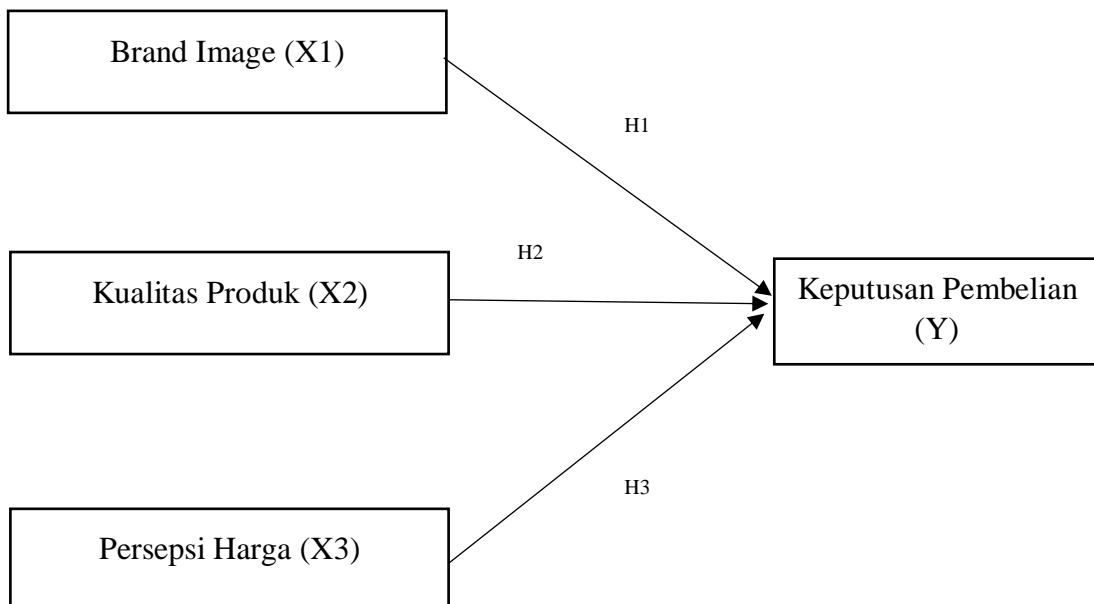 Brand Image (X1)
H1
H2
Kualitas Produk (X2)
Keputusan Pembelian
(Y)
H3
Persepsi Harga (X3)